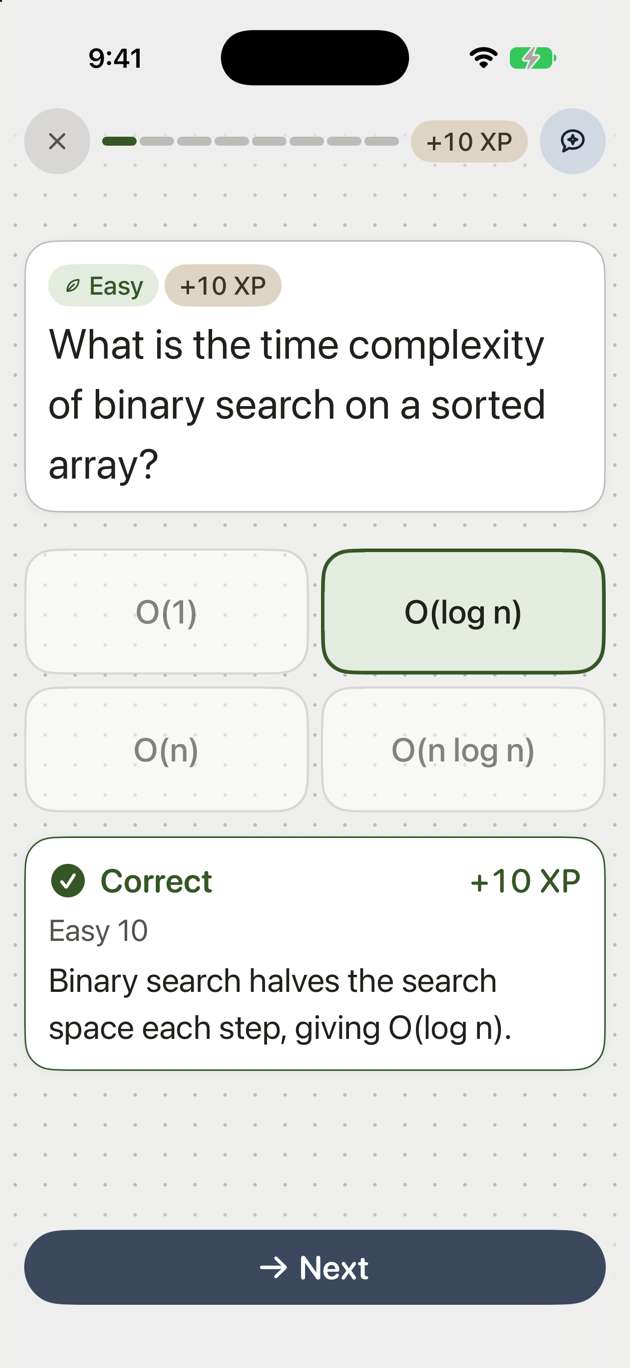 9:41
+10 XP
Easy +10 XP
What is the time complexity
of binary search on a sorted
array?
O(1)
O(log n)
O(n)
O(n log n)
Correct +10 XP
Easy 10
Binary search halves the search
space each step, giving O(log n).
→ Next